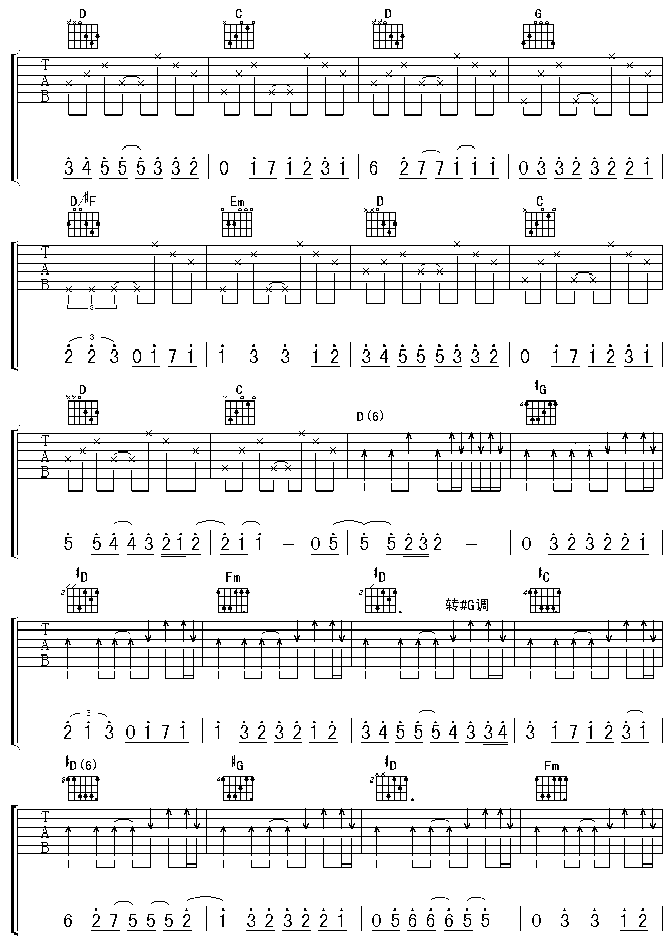 D C D G
T
A
B
3 4 5 5 5 3 3 2 | 0 1 7 1 2 3 1 | 6 2 7 7 1 1 1 | 0 3 3 2 3 2 2 1
D/#F Em D C
T
A
B
3
3
2 2 3 0 1 7 1 | 1 3 3 1 2 | 3 4 5 5 5 3 3 2 | 0 1 7 1 2 3 1
D C D(6) #G
T
A
B
5 5 4 4 3 2 1 2 | 2 1 1 - 0 5 | 5 5 2 3 2 - | 0 3 2 3 2 2 1
#D Fm #D 转#G调 #C
T
A
B
3
2 1 3 0 1 7 1 | 1 3 2 3 2 1 2 | 3 4 5 5 5 4 3 3 4 | 3 1 7 1 2 3 1
#D(6) #G #D Fm
T
A
B
6 2 7 5 5 5 2 | 1 3 2 3 2 2 1 | 0 5 6 6 6 5 5 | 0 3 3 1 2